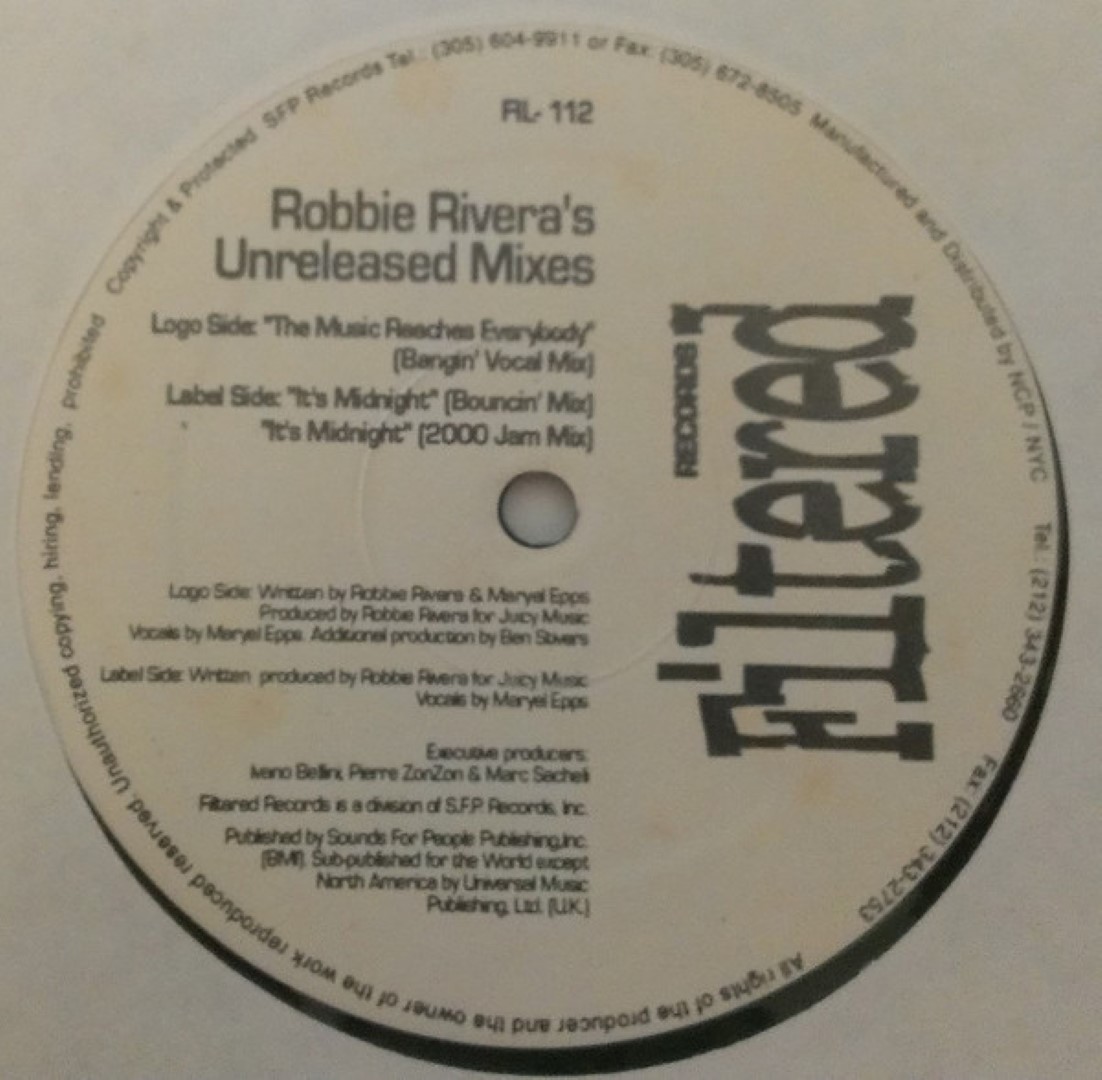 RL- 112
Robbie Rivera's
Unreleased Mixes
Logo Side: "The Music Reaches Everybody"
(Bangin' Vocal Mix)
Label Side: "It's Midnight" (Bouncin' Mix)
"It's Midnight" (2000 Jam Mix)
Filtered
RECORDS
Logo Side: Written by Robbie Rivera & Meryel Epps
Produced by Robbie Rivera for Juicy Music
Vocals by Meryel Epps. Additional production by Ben Stivers
Label Side: Written produced by Robbie Rivera for Juicy Music
Vocals by Meryel Epps
Executive producers:
Ivano Bellini, Pierre ZonZon & Marc Sacheli
Filtered Records is a division of S.F.P. Records, Inc.
Published by Sounds For People Publishing,Inc.
(BMI). Sub-published for the World except
North America by Universal Music
Publishing, Ltd. (U.K.)
Copyright & Protected SFP Records Tel.: (305) 604-9911 or Fax: (305) 672-8505 Manufactured and Distributed by NCP / NYC Tel.: (212) 343-2660 Fax: (212) 343-2753
All rights of the producer and the owner of the work reproduced reserved. Unauthorized copying, hiring, lending, prohibited